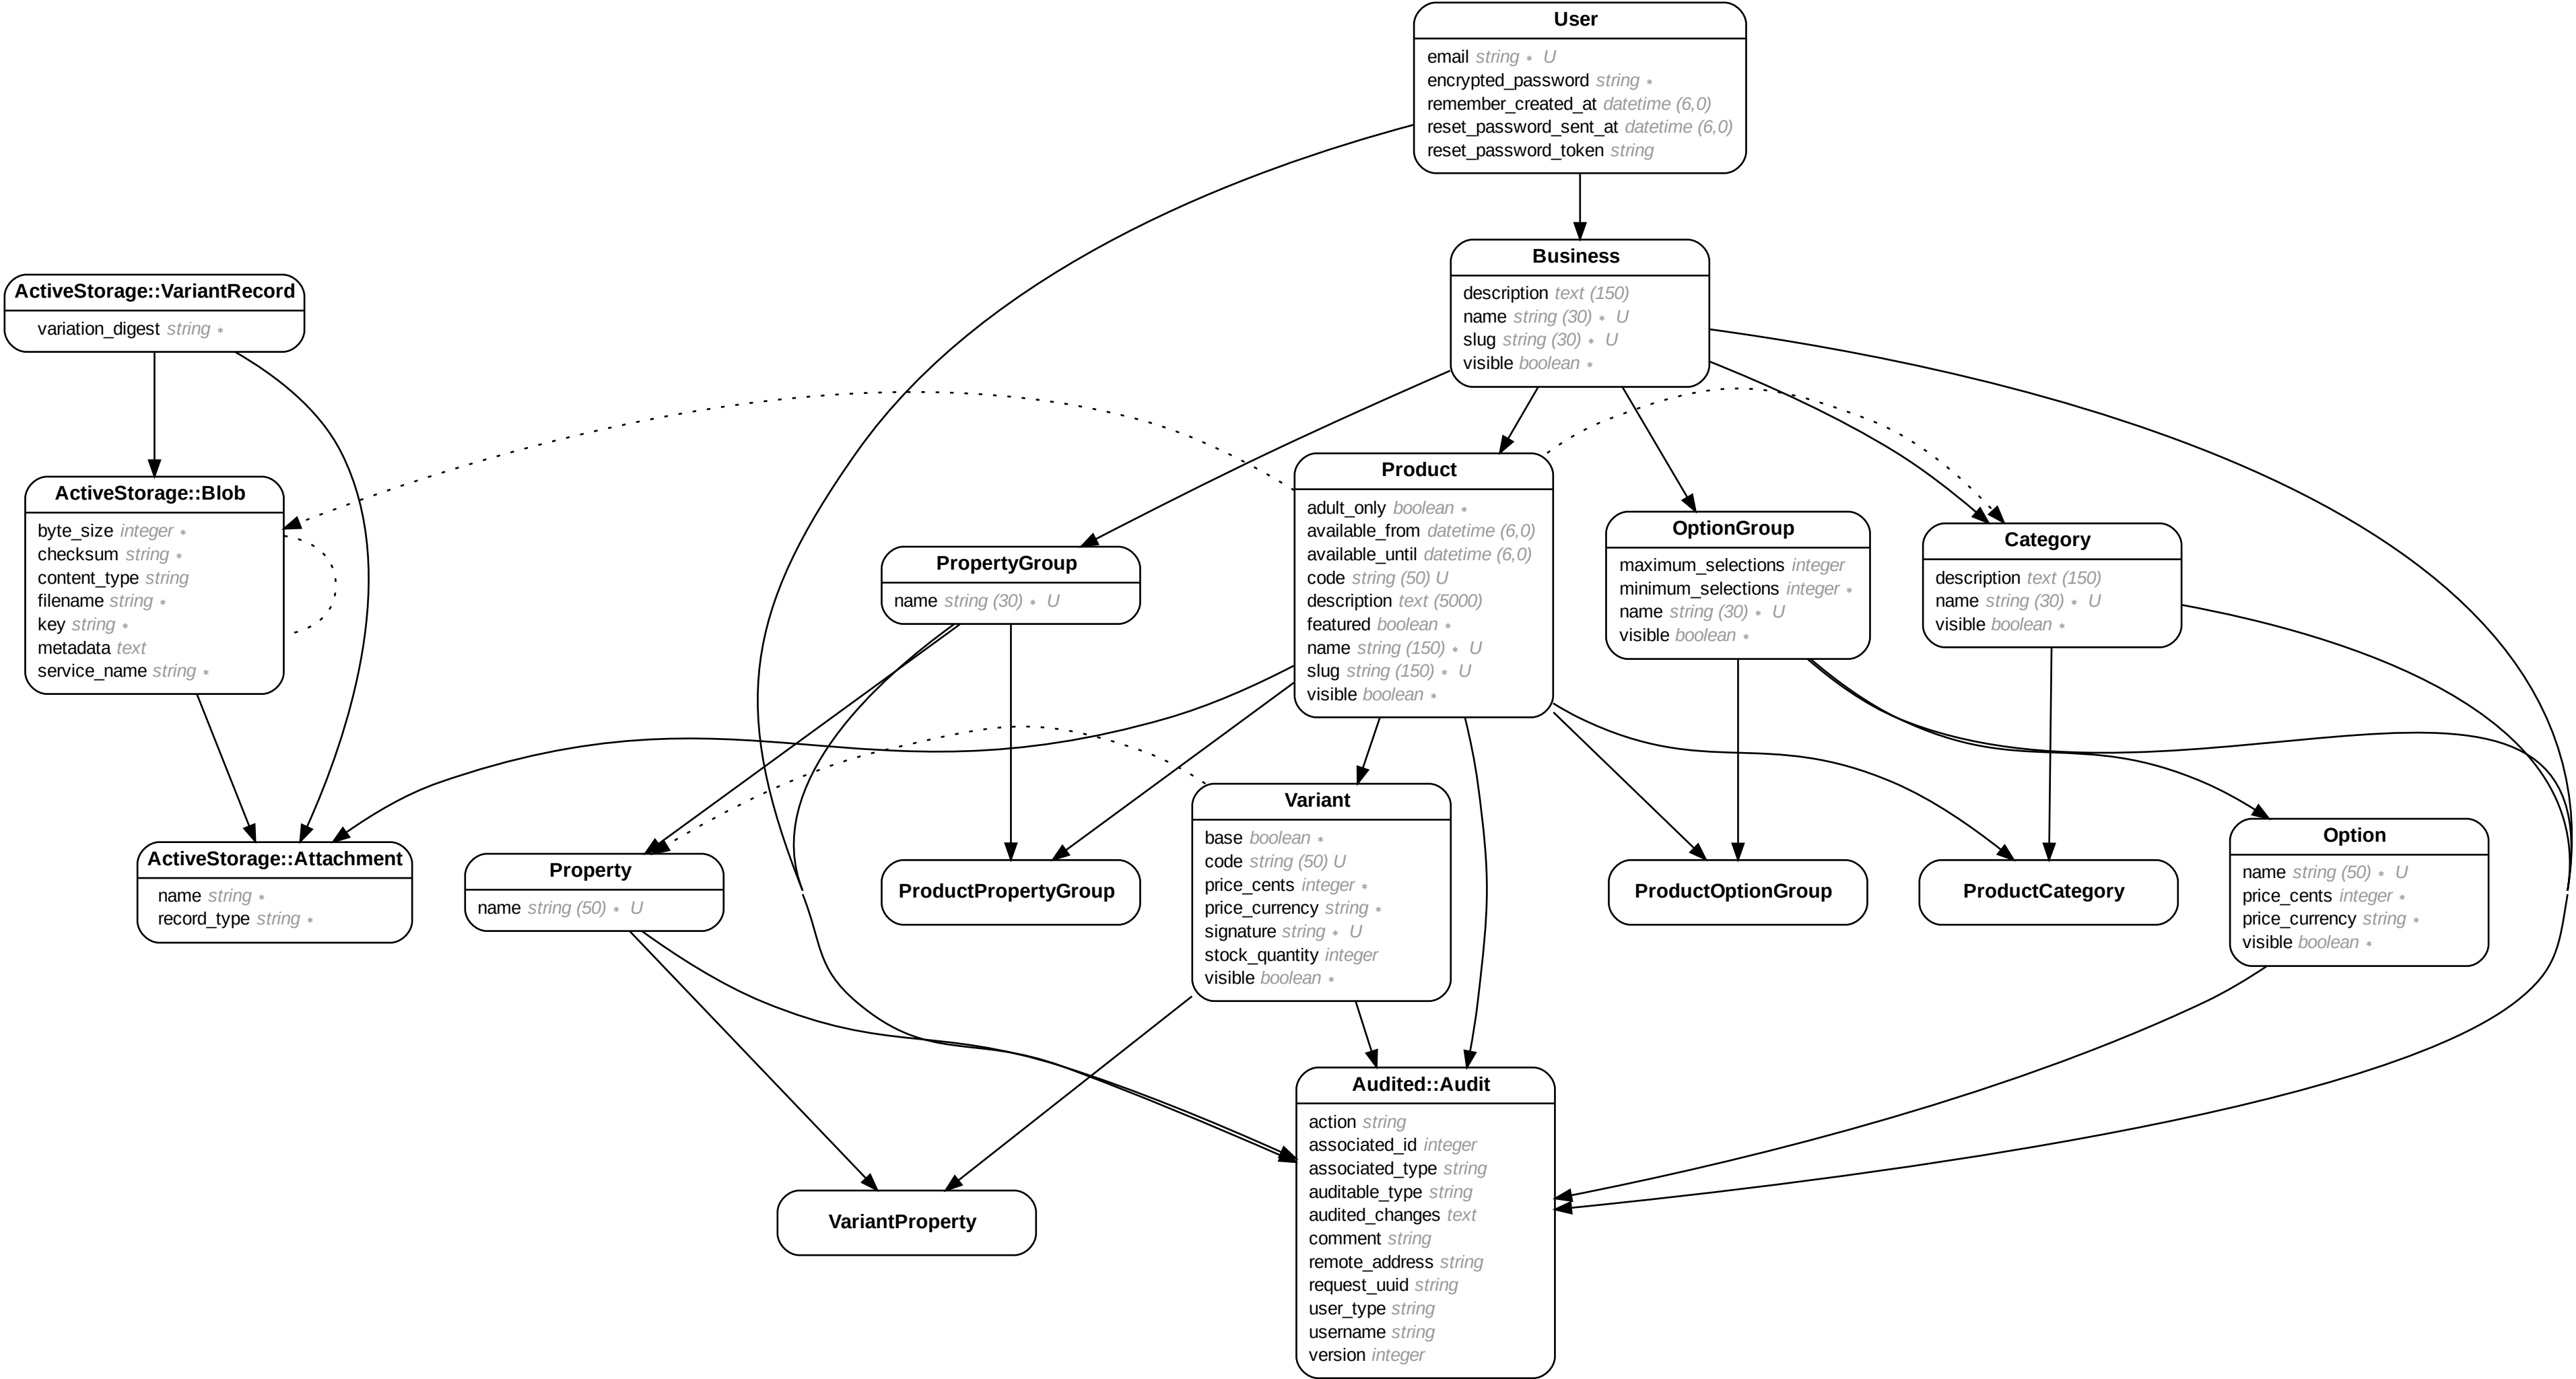 User
email string * U
encrypted_password string *
remember_created_at datetime (6,0)
reset_password_sent_at datetime (6,0)
reset_password_token string
Business
description text (150)
name string (30) * U
slug string (30) * U
visible boolean *
ActiveStorage::VariantRecord
variation_digest string *
ActiveStorage::Blob
byte_size integer *
checksum string *
content_type string
filename string *
key string *
metadata text
service_name string *
PropertyGroup
name string (30) * U
Product
adult_only boolean *
available_from datetime (6,0)
available_until datetime (6,0)
code string (50) U
description text (5000)
featured boolean *
name string (150) * U
slug string (150) * U
visible boolean *
OptionGroup
maximum_selections integer
minimum_selections integer *
name string (30) * U
visible boolean *
Category
description text (150)
name string (30) * U
visible boolean *
ActiveStorage::Attachment
name string *
record_type string *
Property
name string (50) * U
ProductPropertyGroup
Variant
base boolean *
code string (50) U
price_cents integer *
price_currency string *
signature string * U
stock_quantity integer
visible boolean *
ProductOptionGroup
ProductCategory
Option
name string (50) * U
price_cents integer *
price_currency string *
visible boolean *
VariantProperty
Audited::Audit
action string
associated_id integer
associated_type string
auditable_type string
audited_changes text
comment string
remote_address string
request_uuid string
user_type string
username string
version integer